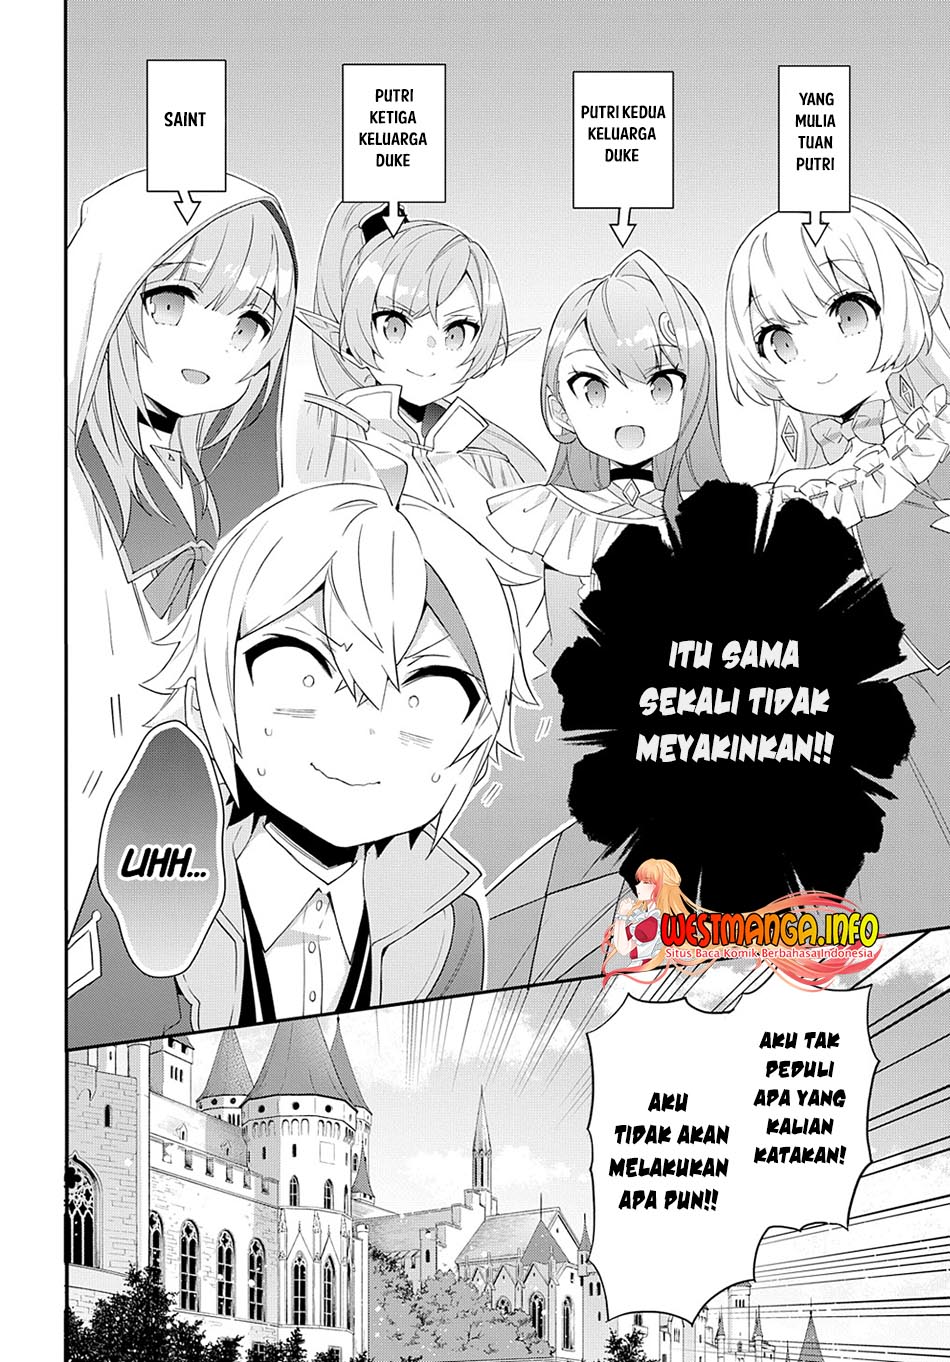 YANG
MULIA
TUAN
PUTRI
PUTRI KEDUA
KELUARGA
DUKE
PUTRI
KETIGA
KELUARGA
DUKE
SAINT
ITU SAMA
SEKALI TIDAK
MEYAKINKAN!!
UHH...
WESTMANGA.INFO
Situs Baca Komik Berbahasa Indonesia
AKU TAK
PEDULI
APA YANG
KALIAN
KATAKAN!
AKU
TIDAK AKAN
MELAKUKAN
APA PUN!!